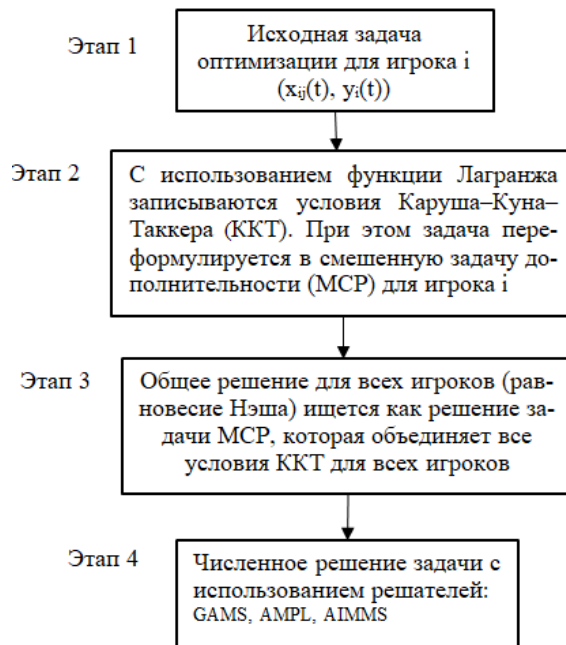 Этап 1
Исходная задача
оптимизации для игрока i
(xij(t), yi(t))
Этап 2
С использованием функции Лагранжа
записываются условия Каруша–Куна–
Таккера (ККТ). При этом задача пере-
формулируется в смешенную задачу до-
полнительности (МСР) для игрока i
Этап 3
Общее решение для всех игроков (рав-
новесие Нэша) ищется как решение за-
дачи МСР, которая объединяет все
условия ККТ для всех игроков
Этап 4
Численное решение задачи с
использованием решателей:
GAMS, AMPL, AIMMS